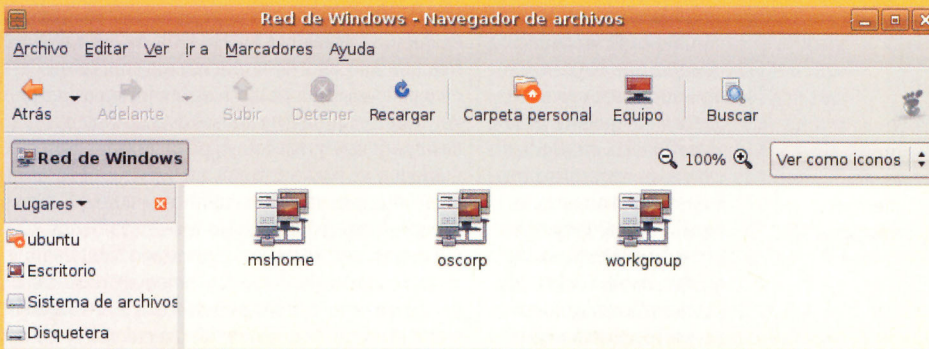 Red de Windows - Navegador de archivos
Archivo Editar Ver Ir a Marcadores Ayuda
Atrás Adelante Subir Detener Recargar Carpeta personal Equipo Buscar
Red de Windows 100% Ver como iconos
Lugares
ubuntu
Escritorio
Sistema de archivos
Disquetera
mshome oscorp workgroup